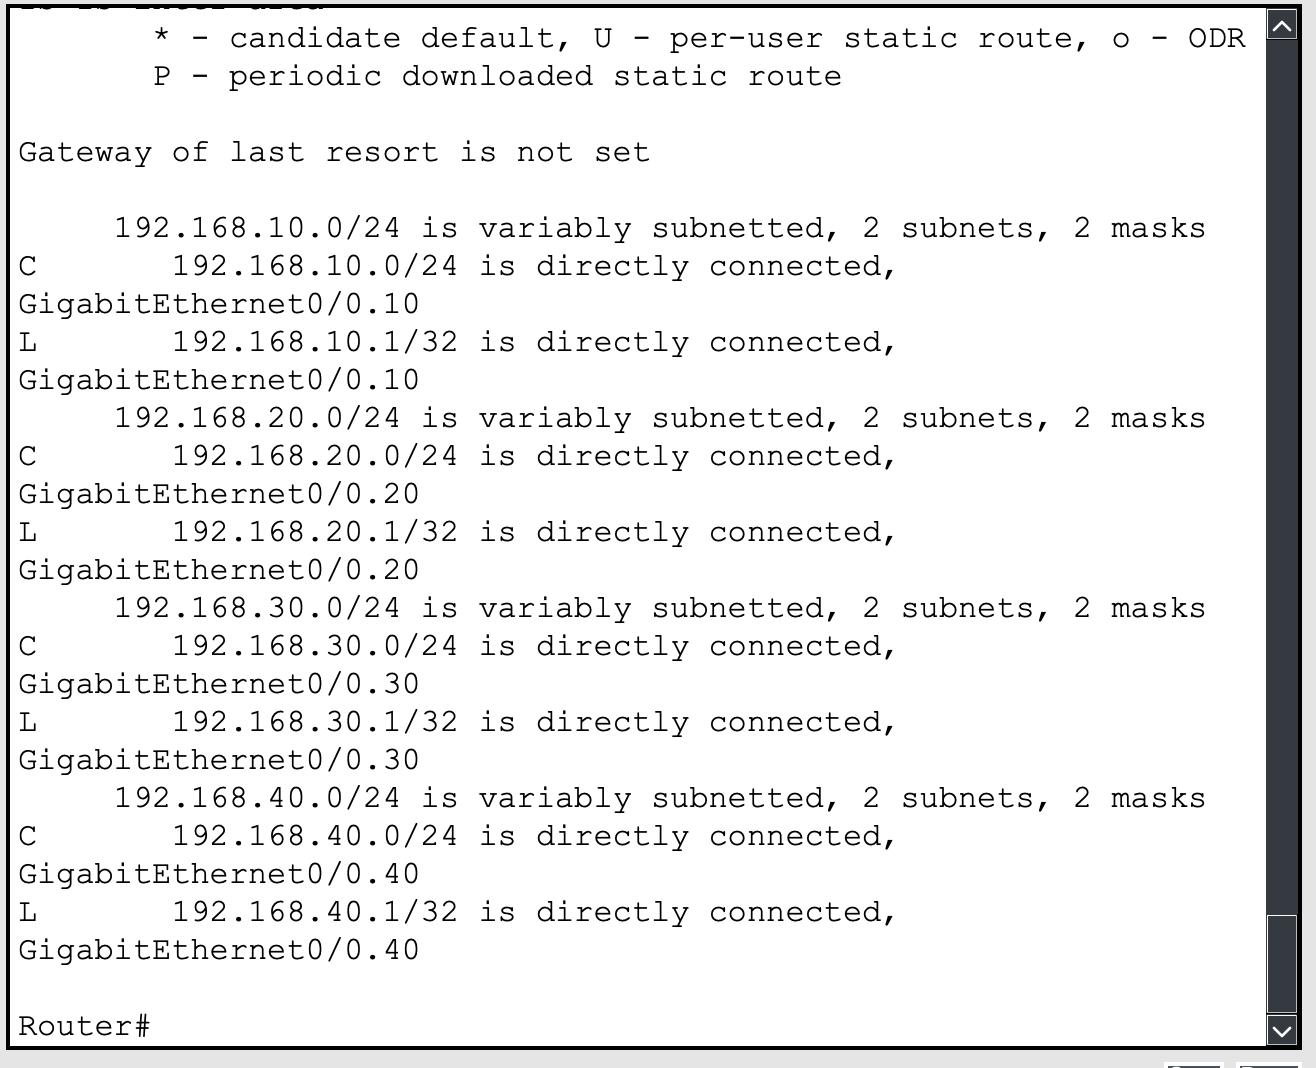 * - candidate default, U - per-user static route, o - ODR
P - periodic downloaded static route
Gateway of last resort is not set
192.168.10.0/24 is variably subnetted, 2 subnets, 2 masks
C 192.168.10.0/24 is directly connected,
GigabitEthernet0/0.10
L 192.168.10.1/32 is directly connected,
GigabitEthernet0/0.10
192.168.20.0/24 is variably subnetted, 2 subnets, 2 masks
C 192.168.20.0/24 is directly connected,
GigabitEthernet0/0.20
L 192.168.20.1/32 is directly connected,
GigabitEthernet0/0.20
192.168.30.0/24 is variably subnetted, 2 subnets, 2 masks
C 192.168.30.0/24 is directly connected,
GigabitEthernet0/0.30
L 192.168.30.1/32 is directly connected,
GigabitEthernet0/0.30
192.168.40.0/24 is variably subnetted, 2 subnets, 2 masks
C 192.168.40.0/24 is directly connected,
GigabitEthernet0/0.40
L 192.168.40.1/32 is directly connected,
GigabitEthernet0/0.40
Router#